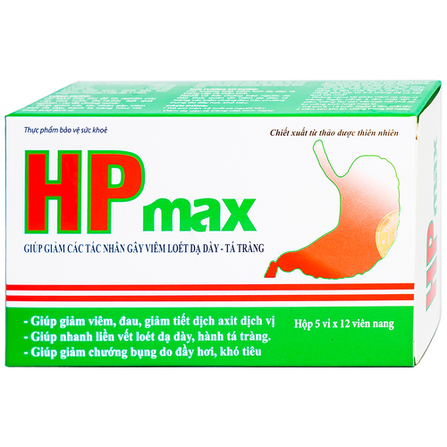 Thực phẩm bảo vệ sức khoẻ
Chiết xuất từ thảo dược thiên nhiên
HP max
GIÚP GIẢM CÁC TÁC NHÂN GÂY VIÊM LOÉT DẠ DÀY - TÁ TRÀNG
- Giúp giảm viêm, đau, giảm tiết dịch axit dịch vị
- Giúp nhanh liền vết loét dạ dày, hành tá tràng.
- Giúp giảm chướng bụng do đầy hơi, khó tiêu
Hộp 5 vỉ x 12 viên nang